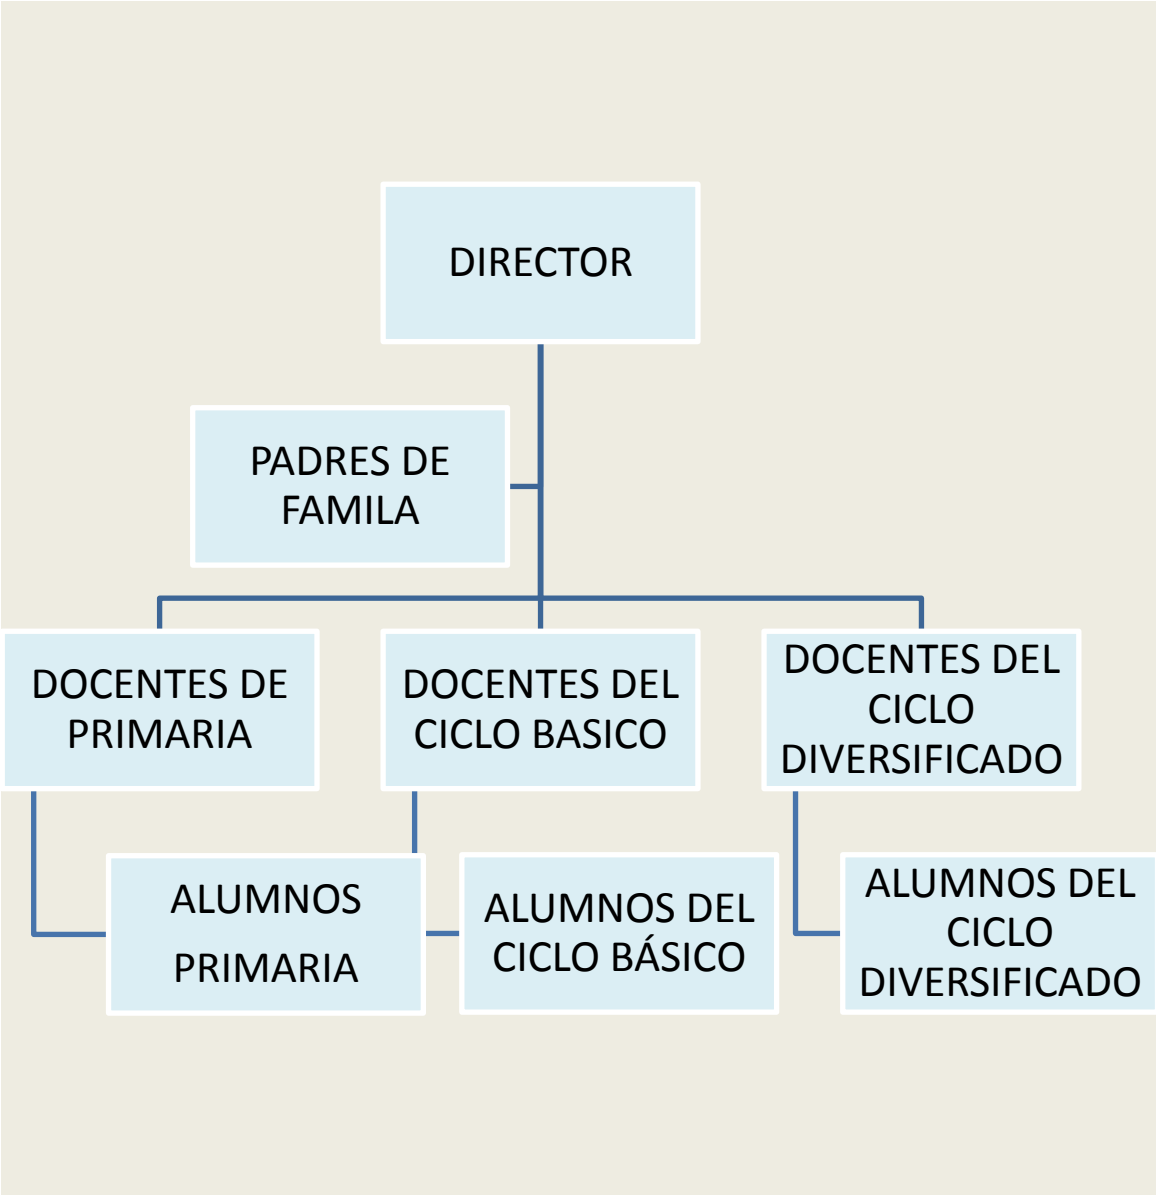 DIRECTOR
PADRES DE
FAMILA
DOCENTES DE
PRIMARIA
DOCENTES DEL
CICLO BASICO
DOCENTES DEL
CICLO
DIVERSIFICADO
ALUMNOS
PRIMARIA
ALUMNOS DEL
CICLO BÁSICO
ALUMNOS DEL
CICLO
DIVERSIFICADO